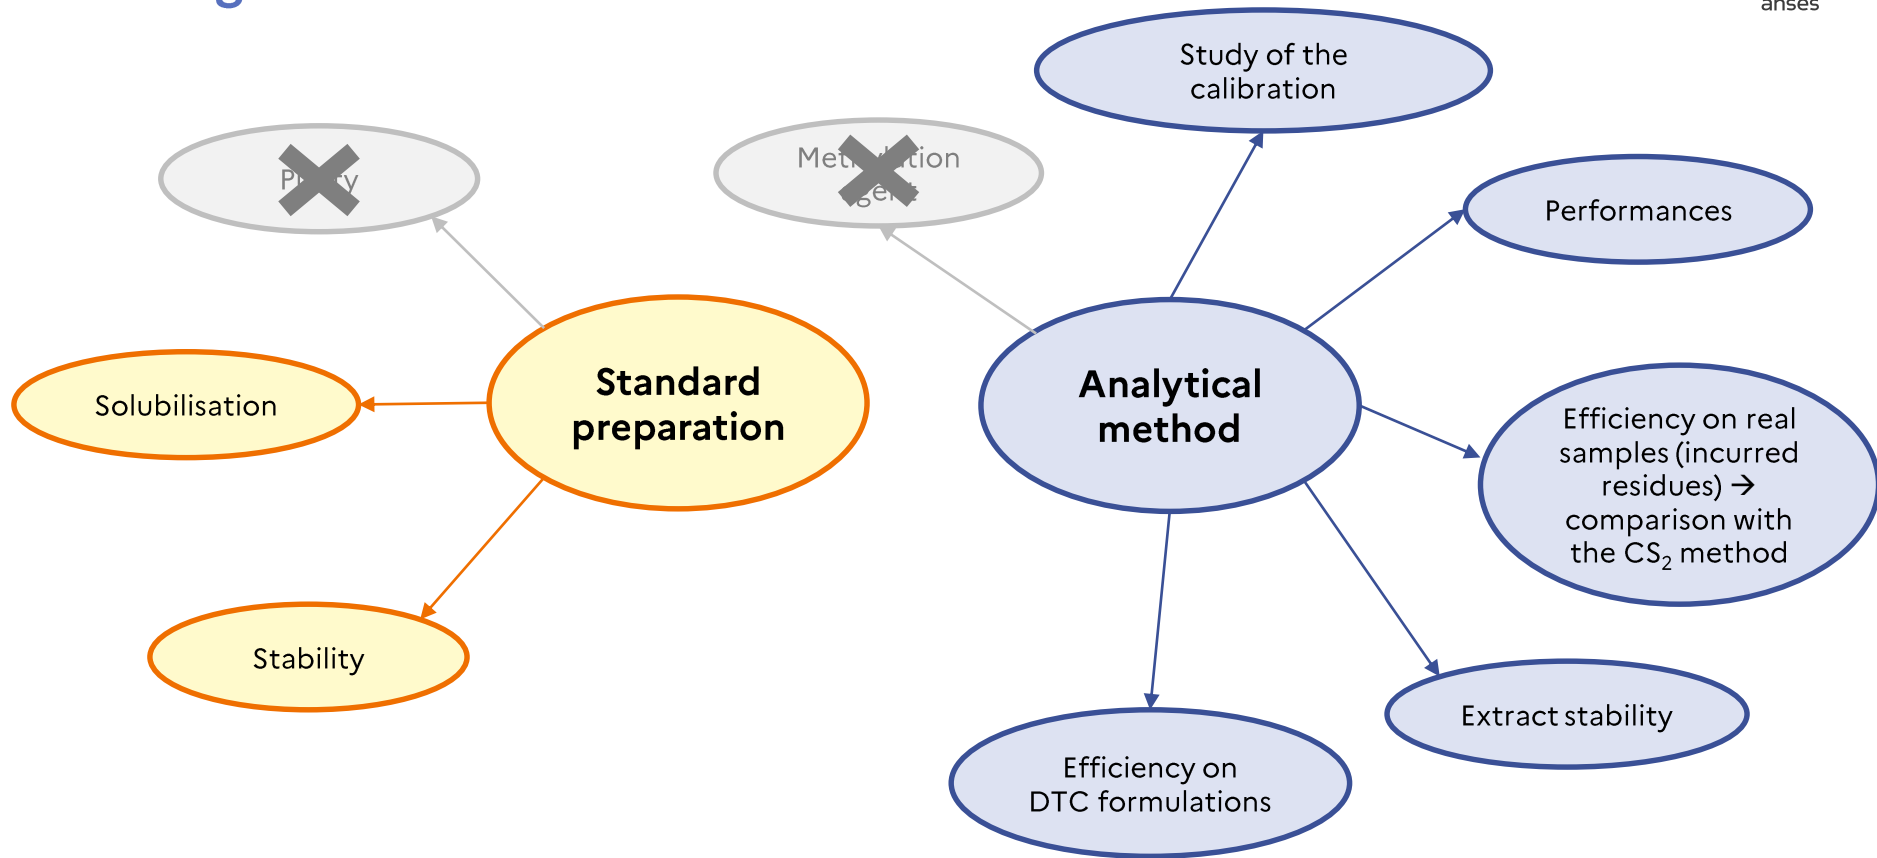 anses
Study of the
calibration
Performances
Standard
preparation
Solubilisation
Stability
Analytical
method
Efficiency on real
samples (incurred
residues) →
comparison with
the CS₂ method
Extract stability
Efficiency on
DTC formulations